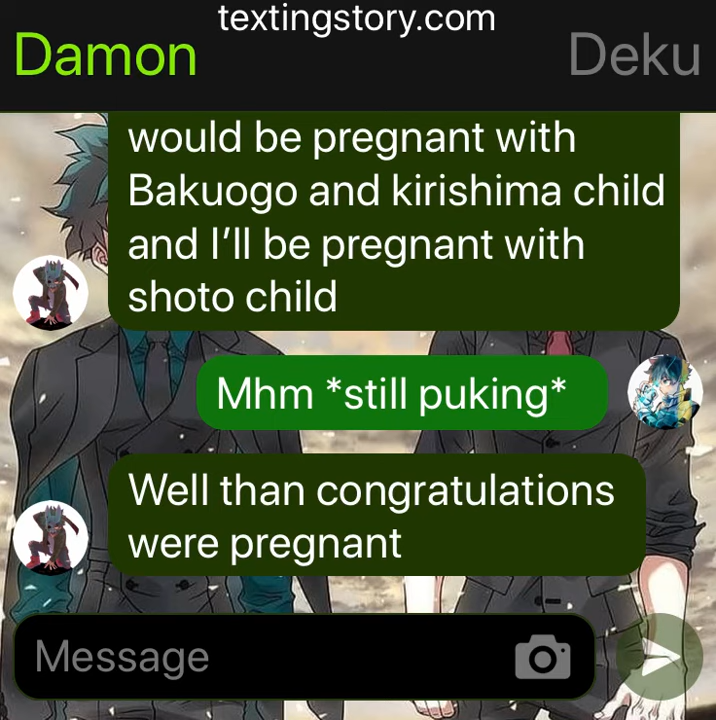 textingstory.com
Damon
Deku
would be pregnant with
Bakuogo and kirishima child
and I’ll be pregnant with
shoto child
Mhm *still puking*
Well than congratulations
were pregnant
Message